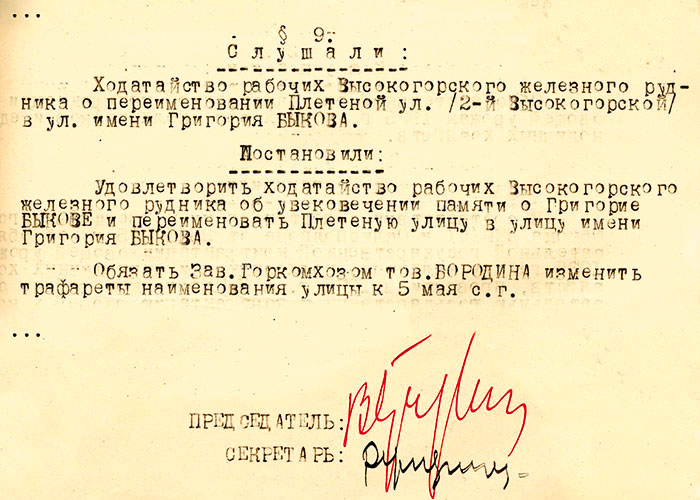 ...
§ 9.
Слушали:
Ходатайство рабочих Высокогорского железного руд-
ника о переименовании Плетеной ул. /2-й Высокогорской/
в ул. имени Григория БЫКОВА.
Постановили:
Удовлетворить ходатайство рабочих Высокогорского
железного рудника об увековечении памяти о Григорие
БЫКОВЕ и переименовать Плетеную улицу в улицу имени
Григория БЫКОВА.
Обязать Зав.Горкомхозом тов.БОРОДИНА изменить
трафареты наименования улицы к 5 мая с.г.
...
ПРЕДСЕДАТЕЛЬ:
СЕКРЕТАРЬ: